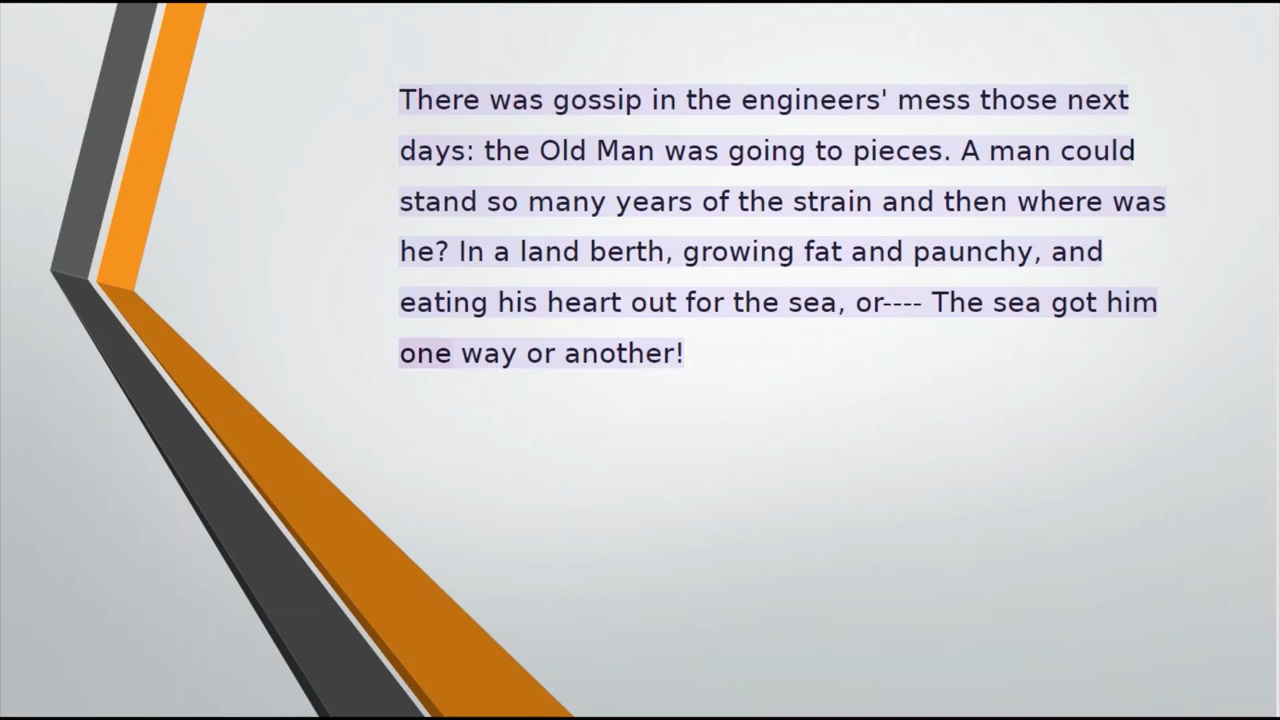 There was gossip in the engineers' mess those next
days: the Old Man was going to pieces. A man could
stand so many years of the strain and then where was
he? In a land berth, growing fat and paunchy, and
eating his heart out for the sea, or---- The sea got him
one way or another!